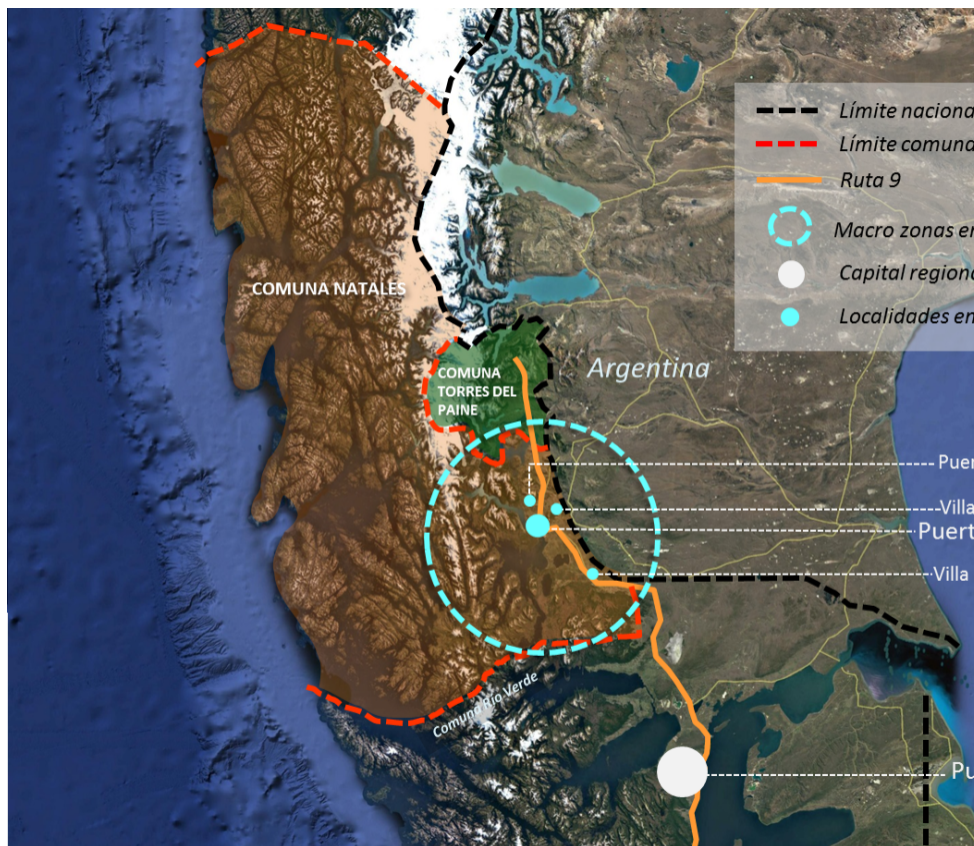 Límite nacional
Límite comuna
Ruta 9
Macro zonas en
Capital regiona
Localidades en
COMUNA NATALES
COMUNA
TORRES DEL
PAINE
Argentina
Puer
Villa
Puert
Villa
Comuna Río Verde
Pu